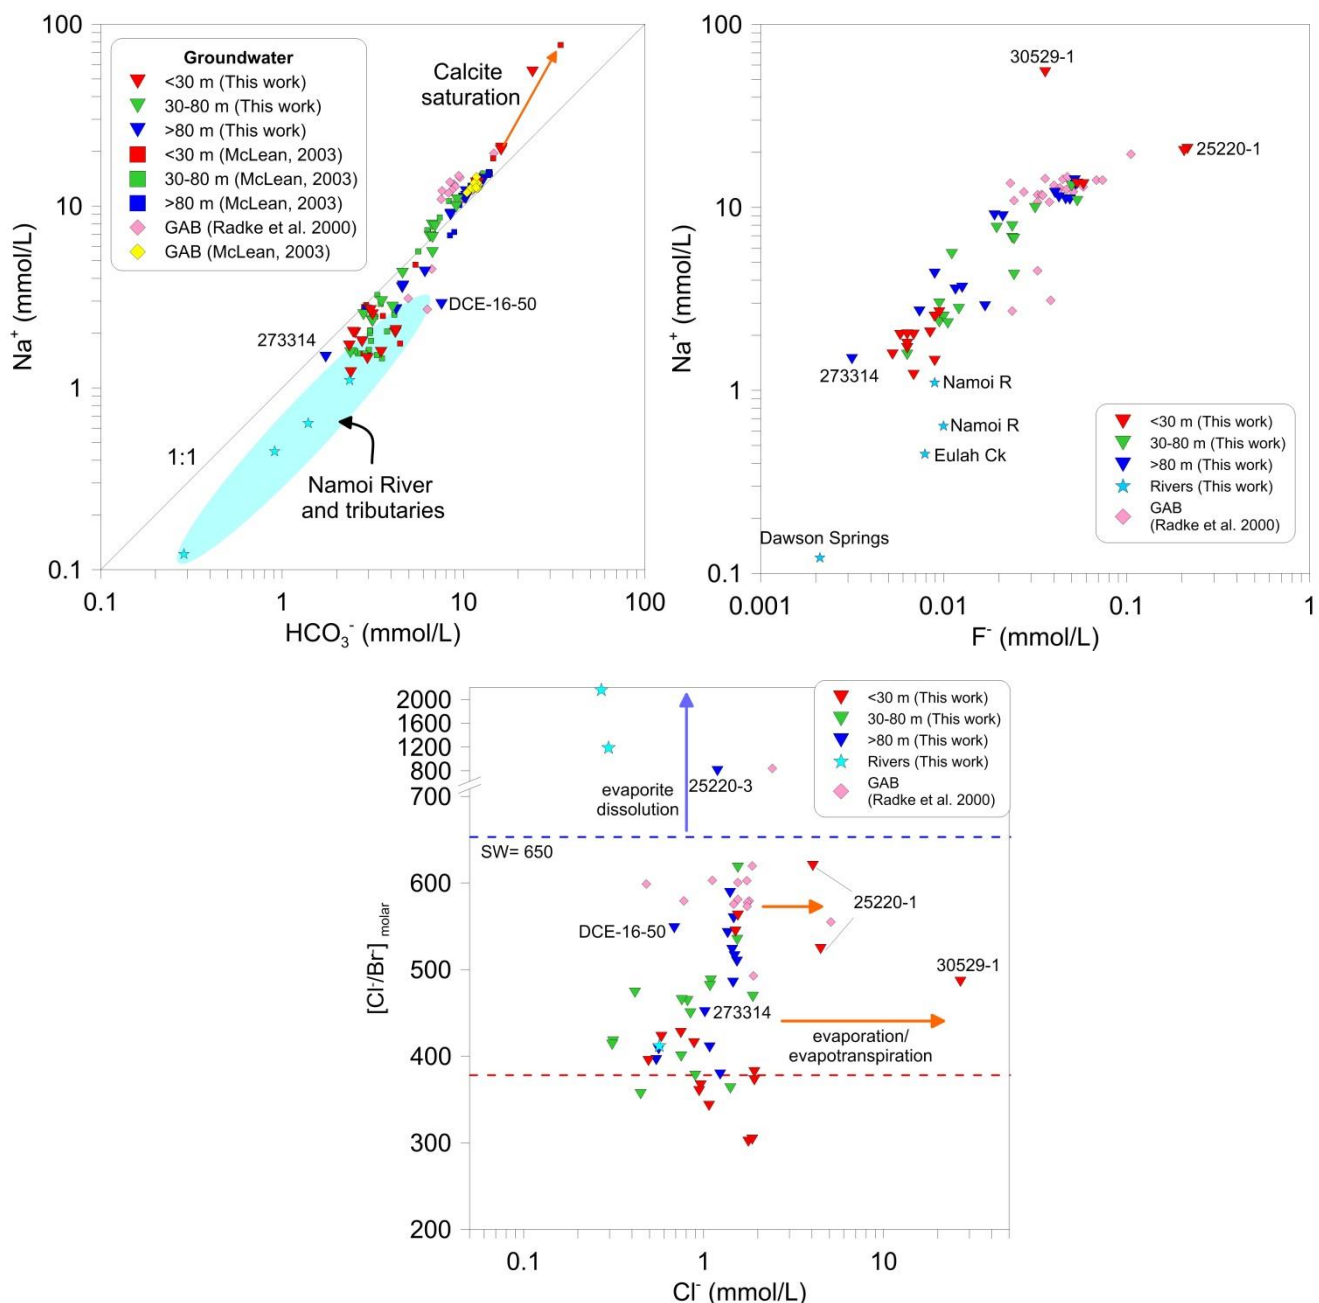 100
10
1
0.1
Na⁺ (mmol/L)
Groundwater
<30 m (This work)
30-80 m (This work)
>80 m (This work)
<30 m (McLean, 2003)
30-80 m (McLean, 2003)
>80 m (McLean, 2003)
GAB (Radke et al. 2000)
GAB (McLean, 2003)
Calcite
saturation
DCE-16-50
273314
1:1
Namoi River
and tributaries
0.1 1 10 100
HCO₃⁻ (mmol/L)
100
10
1
0.1
Na⁺ (mmol/L)
30529-1
25220-1
273314
Namoi R
Namoi R
Eulah Ck
Dawson Springs
<30 m (This work)
30-80 m (This work)
>80 m (This work)
Rivers (This work)
GAB
(Radke et al. 2000)
0.001 0.01 0.1 1
F⁻ (mmol/L)
2000
1600
1200
800
700
600
500
400
300
200
[Cl⁻/Br⁻] molar
<30 m (This work)
30-80 m (This work)
>80 m (This work)
Rivers (This work)
GAB
(Radke et al. 2000)
evaporite
dissolution
25220-3
SW= 650
25220-1
DCE-16-50
30529-1
273314
evaporation/
evapotranspiration
0.1 1 10
Cl⁻ (mmol/L)